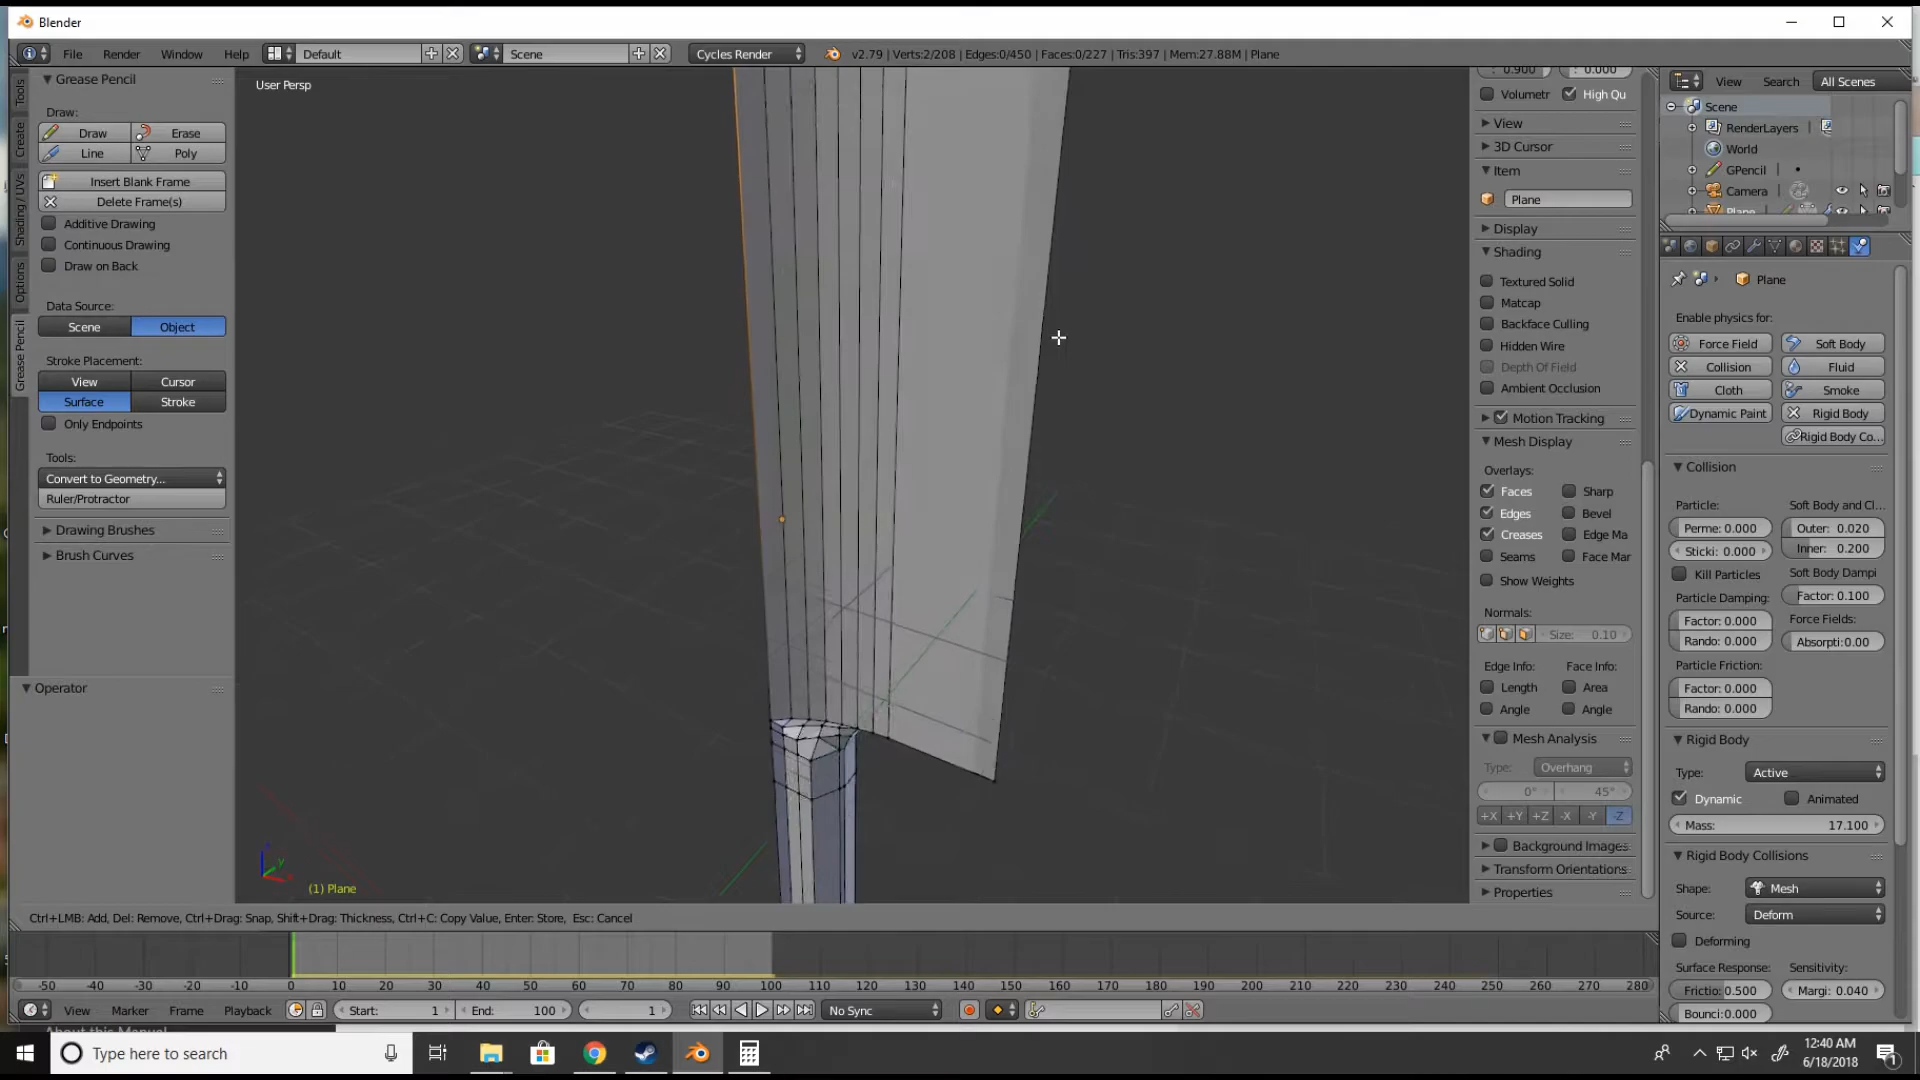 Blender
File Render Window Help Default Scene Cycles Render v2.79 | Verts:2/208 | Edges:0/450 | Faces:0/227 | Tris:397 | Mem:27.88M | Plane
Tools
Create
Shading / UVs
Options
Grease Pencil
Grease Pencil
Draw:
Draw Erase
Line Poly
Insert Blank Frame
Delete Frame(s)
Additive Drawing
Continuous Drawing
Draw on Back
Data Source:
Scene Object
Stroke Placement:
View Cursor
Surface Stroke
Only Endpoints
Tools:
Convert to Geometry...
Ruler/Protractor
Drawing Brushes
Brush Curves
Operator
User Persp
(1) Plane
: 0.900 : 0.000
Volumetr High Qu
View
3D Cursor
Item
Plane
Display
Shading
Textured Solid
Matcap
Backface Culling
Hidden Wire
Depth Of Field
Ambient Occlusion
Motion Tracking
Mesh Display
Overlays:
Faces Sharp
Edges Bevel
Creases Edge Ma
Seams Face Mar
Show Weights
Normals:
Size: 0.10
Edge Info: Face Info:
Length Area
Angle Angle
Mesh Analysis
Type: Overhang
0° 45°
+X +Y +Z -X -Y -Z
Background Images
Transform Orientations
Properties
View Search All Scenes
Scene
RenderLayers
World
GPencil
Camera
Plane
Plane
Enable physics for:
Force Field Soft Body
Collision Fluid
Cloth Smoke
Dynamic Paint Rigid Body
Rigid Body Co...
Collision
Particle: Soft Body and Cl...
Perme: 0.000 Outer: 0.020
Sticki: 0.000 Inner: 0.200
Kill Particles Soft Body Dampi
Particle Damping: Factor: 0.100
Factor: 0.000 Force Fields:
Rando: 0.000 Absorpti:0.00
Particle Friction:
Factor: 0.000
Rando: 0.000
Rigid Body
Type: Active
Dynamic Animated
Mass: 17.100
Rigid Body Collisions
Shape: Mesh
Source: Deform
Deforming
Surface Response: Sensitivity:
Frictio: 0.500 Margi: 0.040
Bounci:0.000
Ctrl+LMB: Add, Del: Remove, Ctrl+Drag: Snap, Shift+Drag: Thickness, Ctrl+C: Copy Value, Enter: Store, Esc: Cancel
-50 -40 -30 -20 -10 0 10 20 30 40 50 60 70 80 90 100 110 120 130 140 150 160 170 180 190 200 210 220 230 240 250 260 270 280
View Marker Frame Playback Start: 1 End: 100 1 No Sync
About this Manual
Type here to search
12:40 AM
6/18/2018
1